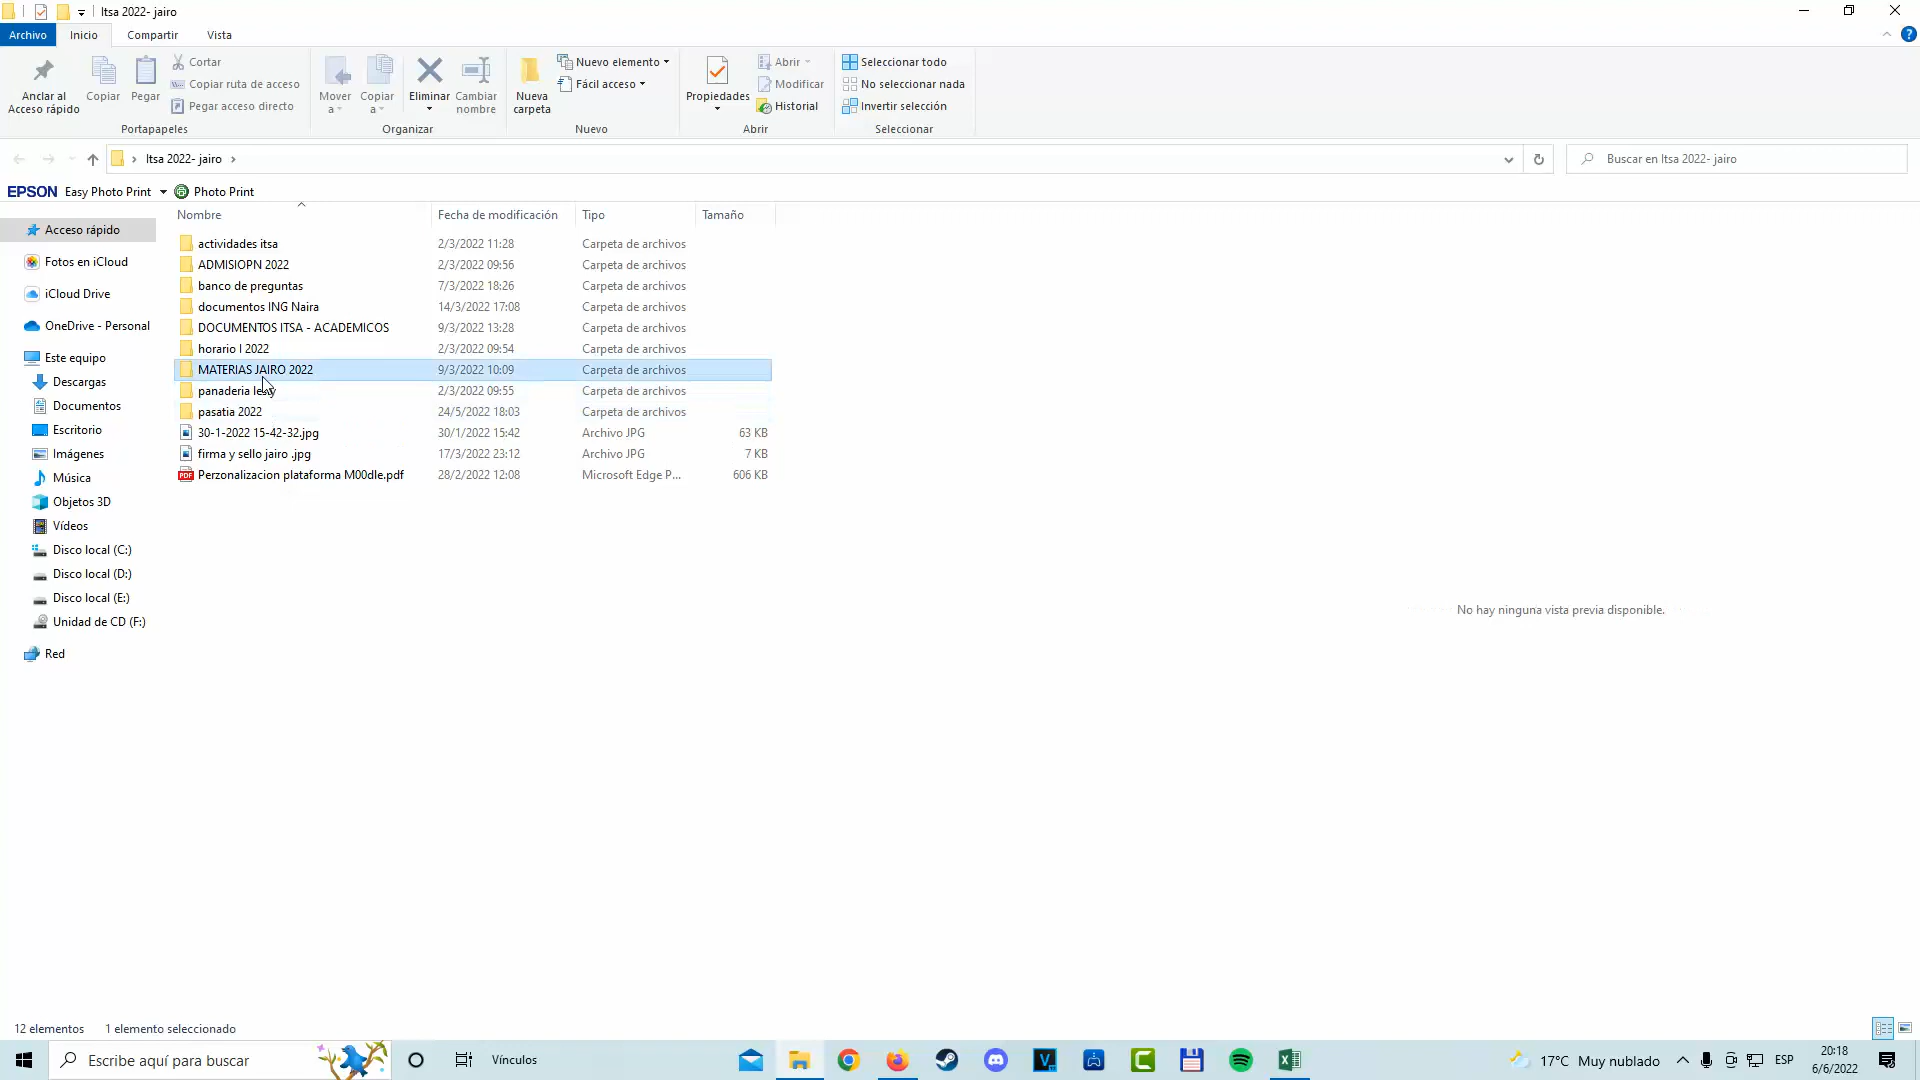 Itsa 2022- jairo
Archivo Inicio Compartir Vista
Anclar al Acceso rápido
Copiar
Pegar
Cortar
Copiar ruta de acceso
Pegar acceso directo
Portapapeles
Mover a
Copiar a
Eliminar
Cambiar nombre
Organizar
Nueva carpeta
Nuevo elemento
Fácil acceso
Nuevo
Propiedades
Abrir
Modificar
Historial
Abrir
Seleccionar todo
No seleccionar nada
Invertir selección
Seleccionar
Itsa 2022- jairo
Buscar en Itsa 2022- jairo
EPSON Easy Photo Print Photo Print
Acceso rápido
Fotos en iCloud
iCloud Drive
OneDrive - Personal
Este equipo
Descargas
Documentos
Escritorio
Imágenes
Música
Objetos 3D
Vídeos
Disco local (C:)
Disco local (D:)
Disco local (E:)
Unidad de CD (F:)
Red
Nombre Fecha de modificación Tipo Tamaño
actividades itsa 2/3/2022 11:28 Carpeta de archivos
ADMISIOPN 2022 2/3/2022 09:56 Carpeta de archivos
banco de preguntas 7/3/2022 18:26 Carpeta de archivos
documentos ING Naira 14/3/2022 17:08 Carpeta de archivos
DOCUMENTOS ITSA - ACADEMICOS 9/3/2022 13:28 Carpeta de archivos
horario I 2022 2/3/2022 09:54 Carpeta de archivos
MATERIAS JAIRO 2022 9/3/2022 10:09 Carpeta de archivos
panaderia 2/3/2022 09:55 Carpeta de archivos
pasatia 2022 24/5/2022 18:03 Carpeta de archivos
30-1-2022 15-42-32.jpg 30/1/2022 15:42 Archivo JPG 63 KB
firma y sello jairo .jpg 17/3/2022 23:12 Archivo JPG 7 KB
Perzonalizacion plataforma M00dle.pdf 28/2/2022 12:08 Microsoft Edge P... 606 KB
No hay ninguna vista previa disponible.
12 elementos 1 elemento seleccionado
Escribe aquí para buscar
Vínculos
17°C Muy nublado
ESP
20:18
6/6/2022